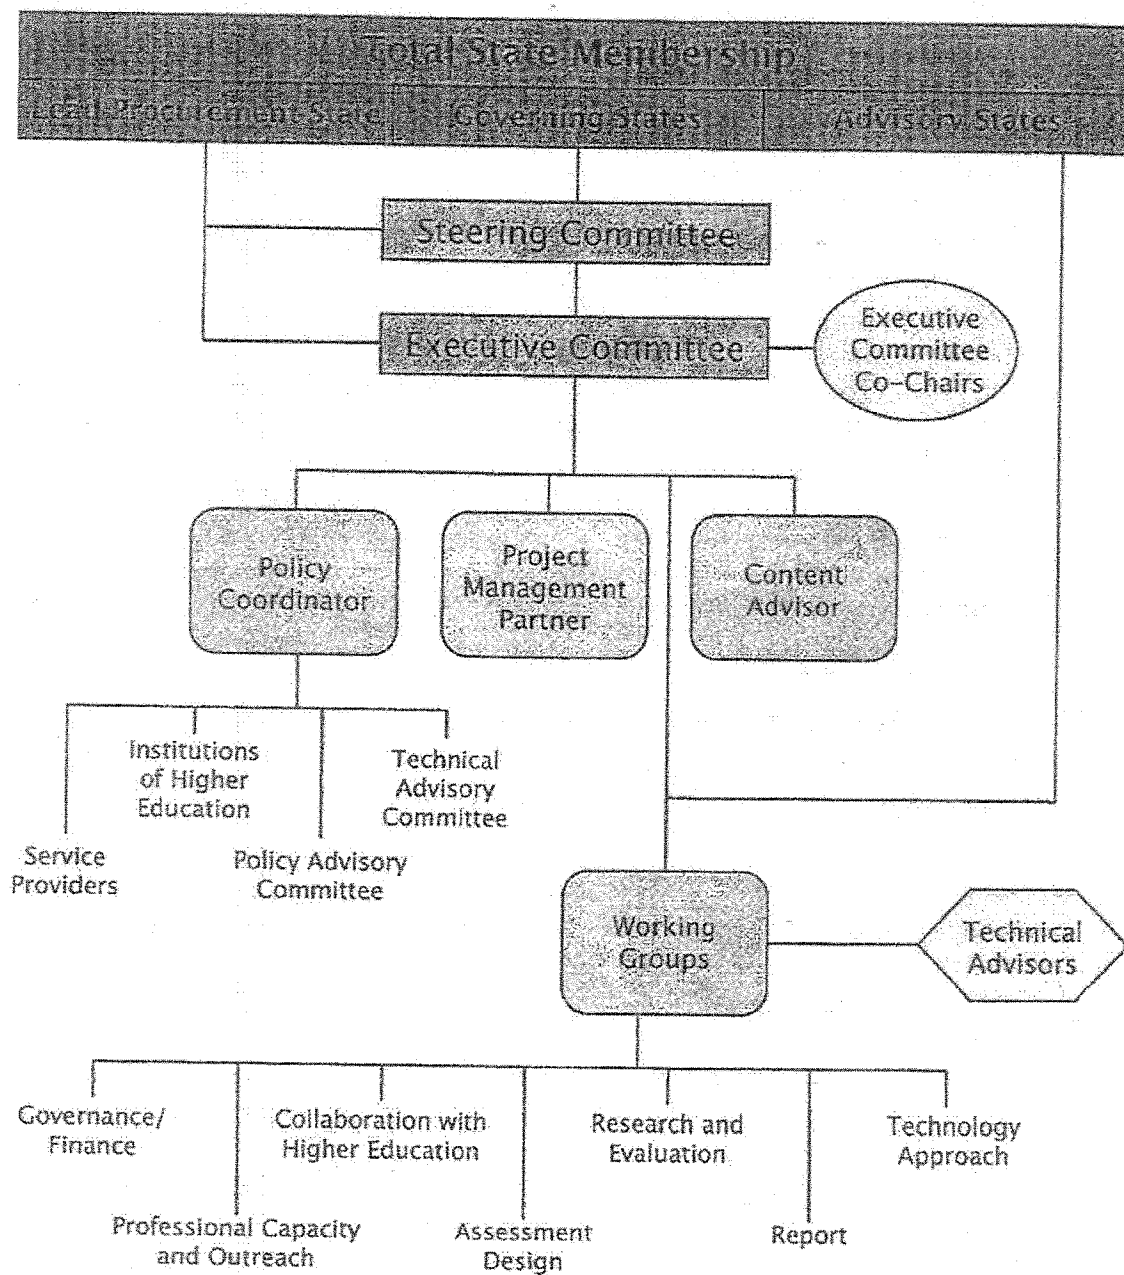 Total State Membership
Lead Procurement State
Governing States
Advisory States
Steering Committee
Executive Committee
Executive
Committee
Co-Chairs
Policy
Coordinator
Project
Management
Partner
Content
Advisor
Institutions
of Higher
Education
Technical
Advisory
Committee
Service
Providers
Policy Advisory
Committee
Working
Groups
Technical
Advisors
Governance/
Finance
Collaboration with
Higher Education
Research and
Evaluation
Technology
Approach
Professional Capacity
and Outreach
Assessment
Design
Report